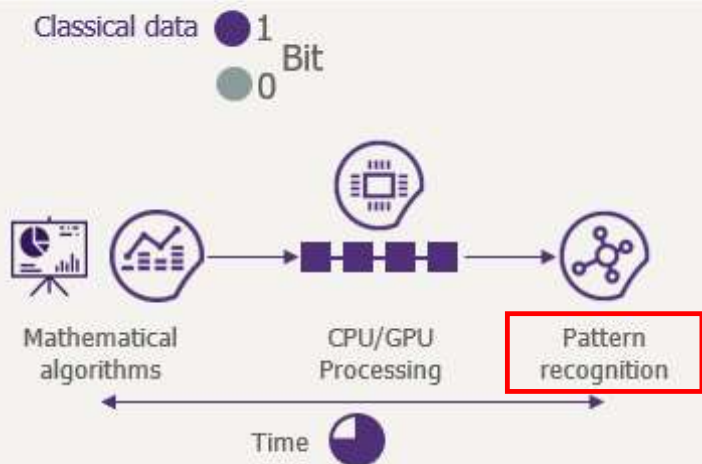 Classical data
1
Bit
0
Mathematical
algorithms
CPU/GPU
Processing
Pattern
recognition
Time